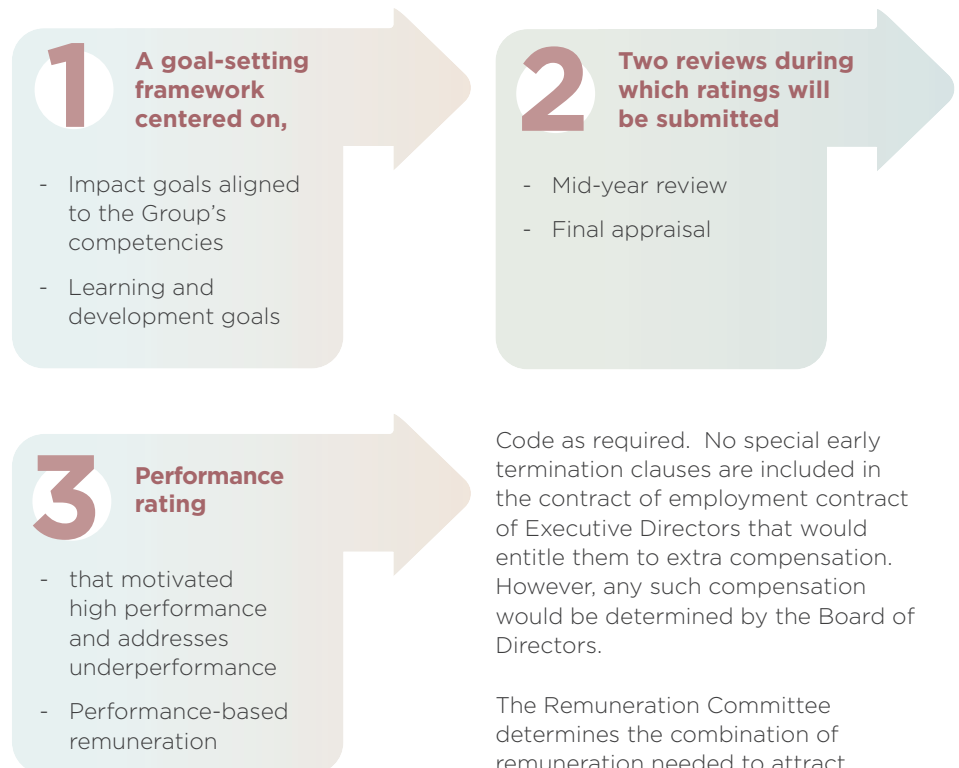 1
A goal-setting
framework
centered on,
- Impact goals aligned
to the Group's
competencies
- Learning and
development goals
2
Two reviews during
which ratings will
be submitted
- Mid-year review
- Final appraisal
3
Performance
rating
- that motivated
high performance
and addresses
underperformance
- Performance-based
remuneration
Code as required.  No special early
termination clauses are included in
the contract of employment contract
of Executive Directors that would
entitle them to extra compensation.
However, any such compensation
would be determined by the Board of
Directors.
The Remuneration Committee
determines the combination of
remuneration needed to attract